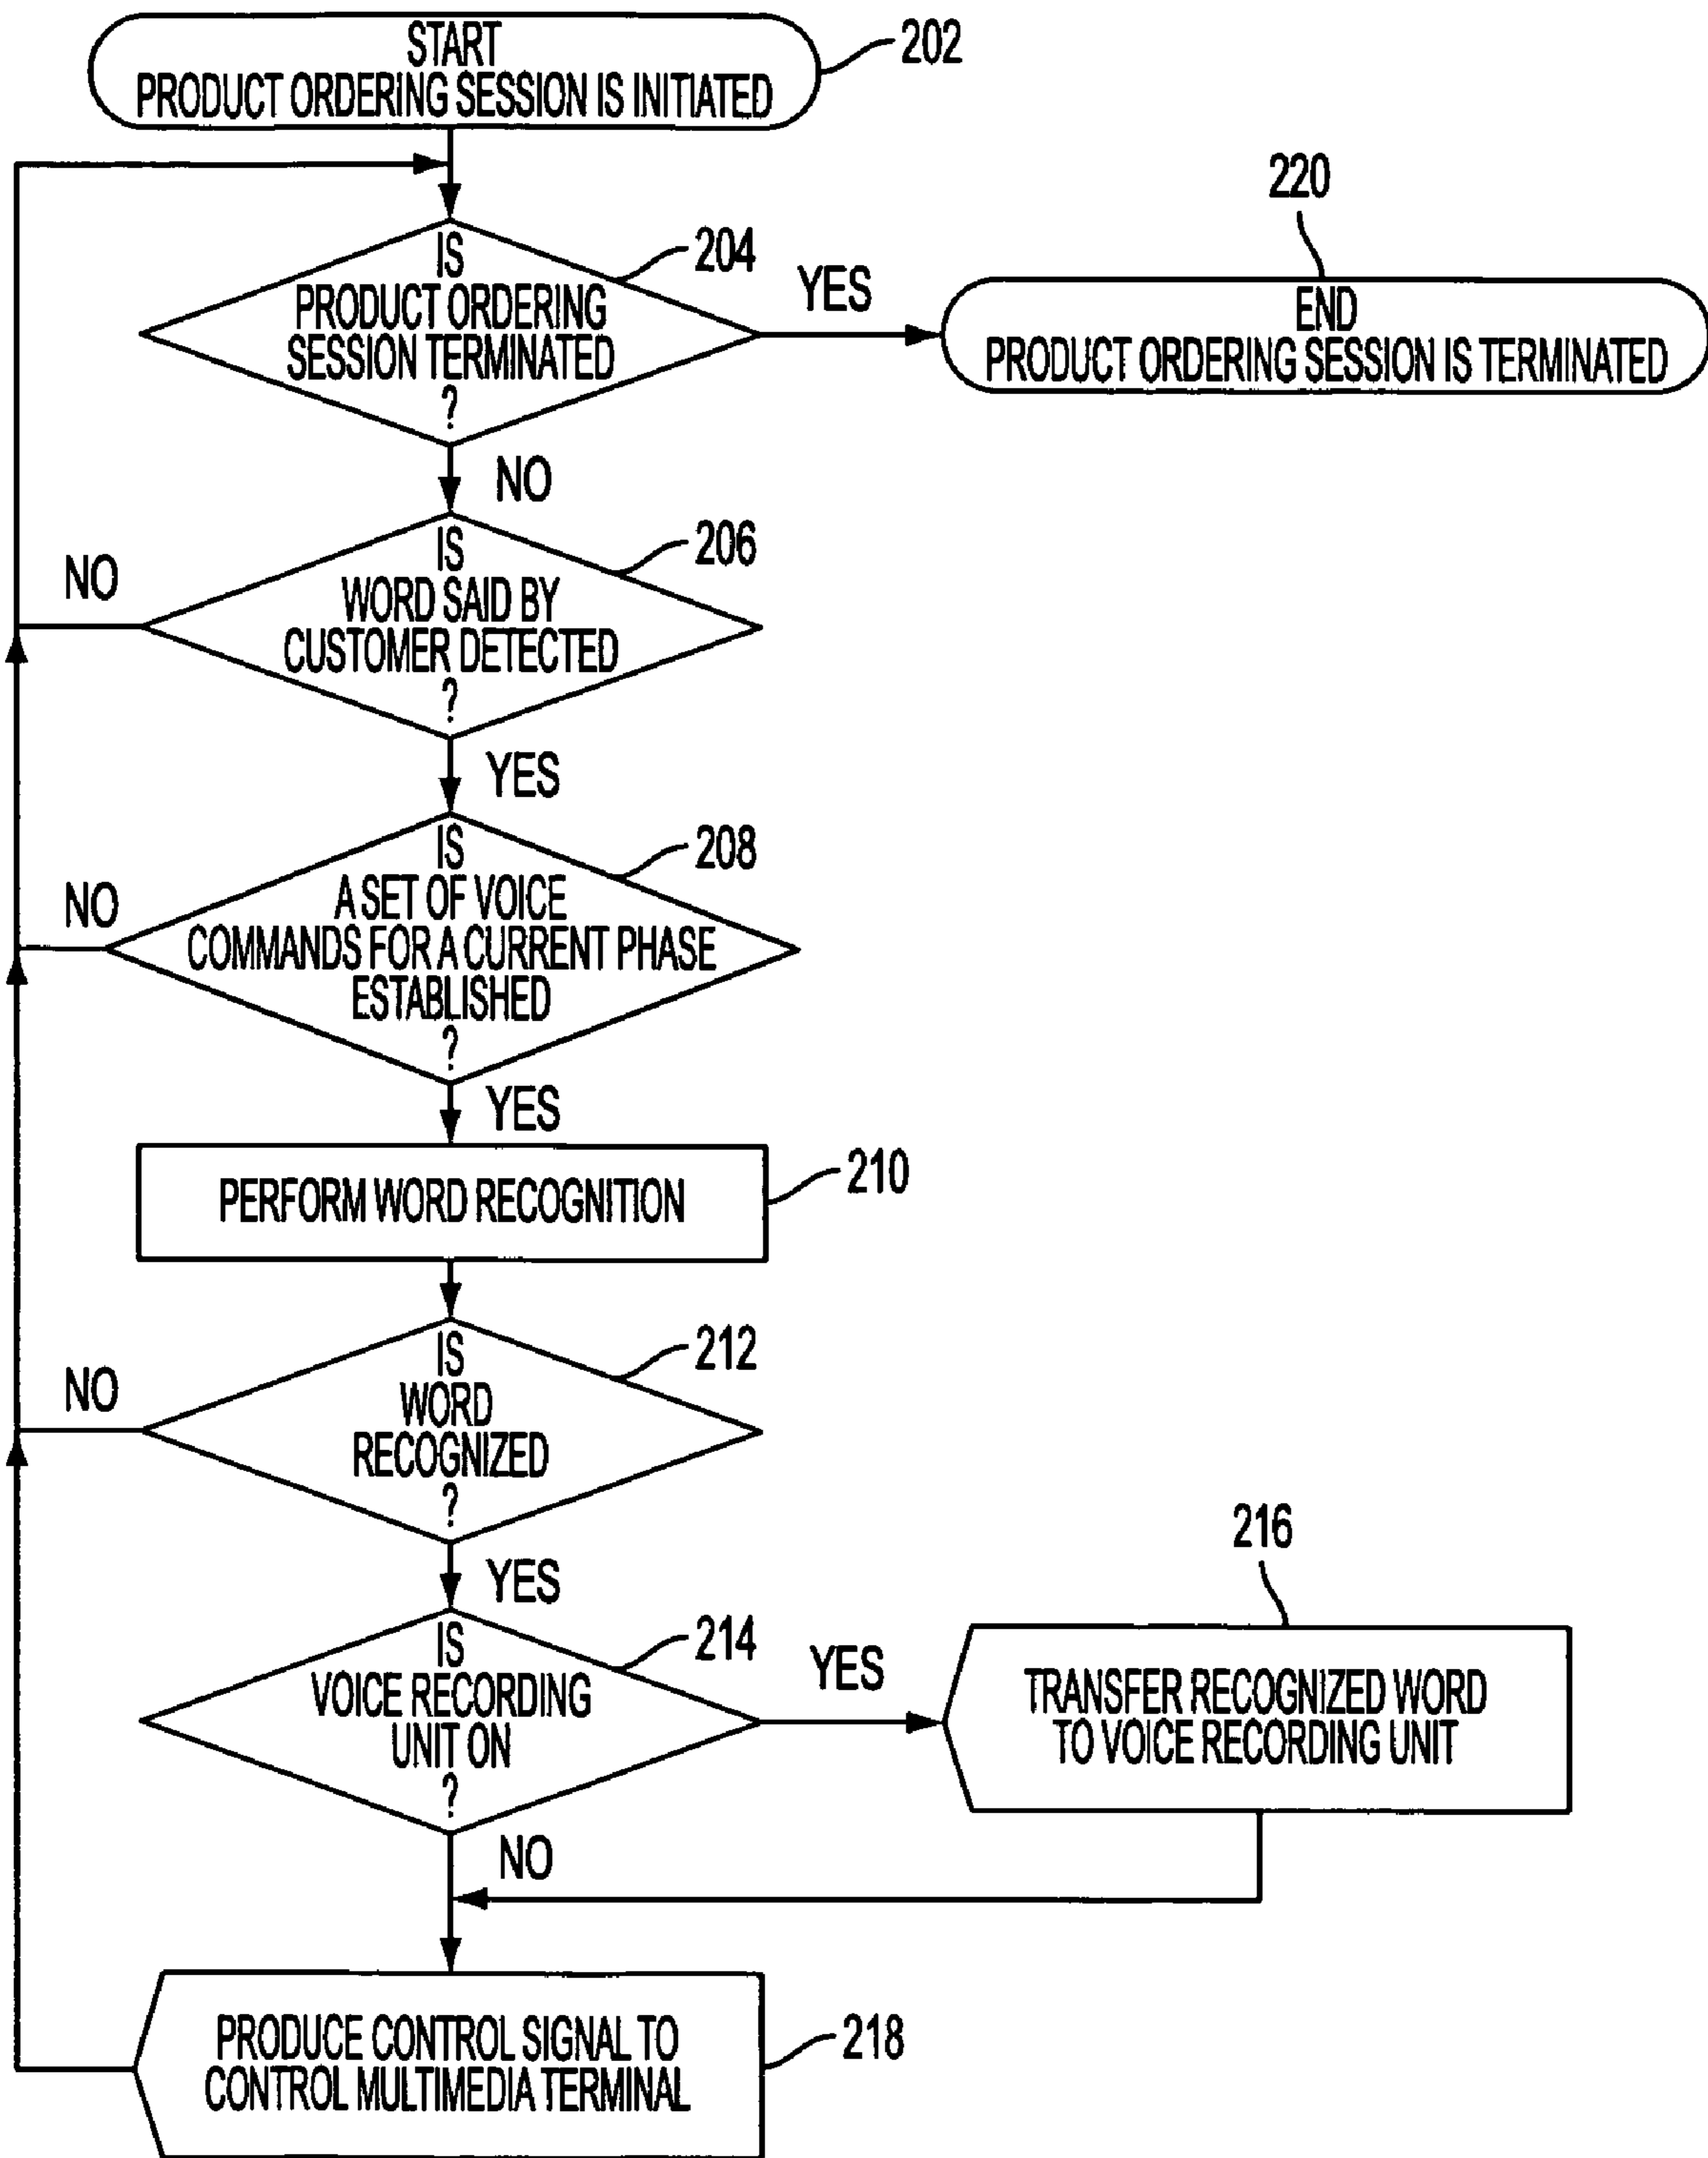 START
PRODUCT ORDERING SESSION IS INITIATED
202
220
IS
PRODUCT ORDERING
SESSION TERMINATED
?
204
YES
END
PRODUCT ORDERING SESSION IS TERMINATED
NO
IS
WORD SAID BY
CUSTOMER DETECTED
?
206
NO
YES
IS
A SET OF VOICE
COMMANDS FOR A CURRENT PHASE
ESTABLISHED
?
208
NO
YES
PERFORM WORD RECOGNITION
210
IS
WORD
RECOGNIZED
?
212
NO
YES
IS
VOICE RECORDING
UNIT ON
?
214
YES
216
TRANSFER RECOGNIZED WORD
TO VOICE RECORDING UNIT
NO
PRODUCE CONTROL SIGNAL TO
CONTROL MULTIMEDIA TERMINAL
218